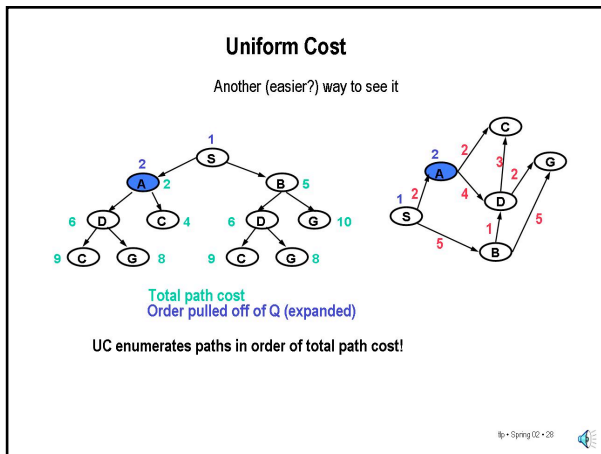 Uniform Cost
Another (easier?) way to see it
1
S
2
A 2
B 5
6 D
C 4
6 D
G 10
9 C
G 8
9 C
G 8
C
G
2
A
2
3
2
4
D
1
S
2
5
1
5
B
Total path cost
Order pulled off of Q (expanded)
UC enumerates paths in order of total path cost!
tlp • Spring 02 • 28